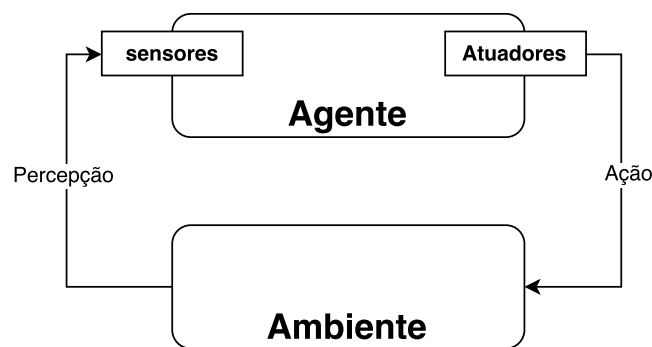 sensores
Atuadores
Agente
Percepção
Ação
Ambiente